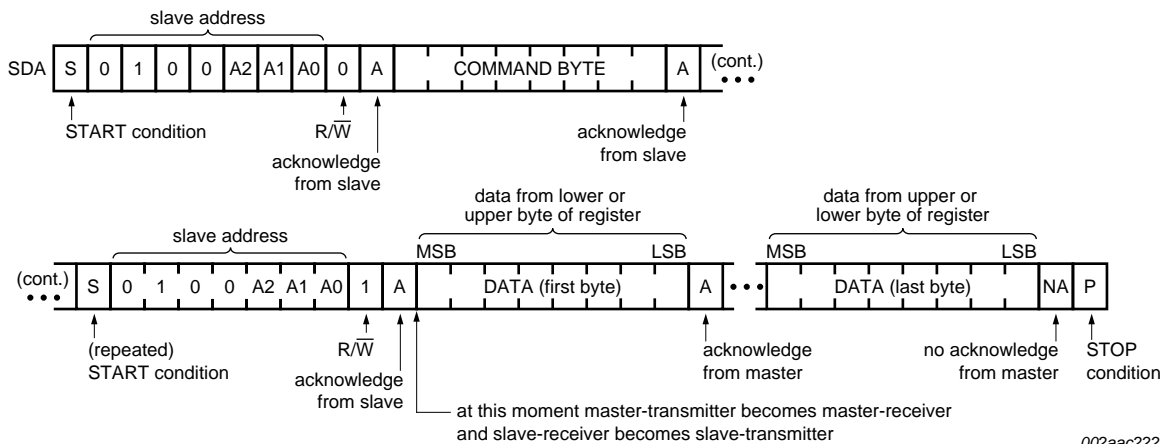 slave address
SDA S 0 1 0 0 A2 A1 A0 0 A COMMAND BYTE A (cont.)
START condition
R/W̅
acknowledge
from slave
acknowledge
from slave
data from lower or
upper byte of register
data from upper or
lower byte of register
slave address
MSB LSB MSB LSB
(cont.) S 0 1 0 0 A2 A1 A0 1 A DATA (first byte) A DATA (last byte) NA P
(repeated)
START condition
R/W̅
acknowledge
from slave
acknowledge
from master
no acknowledge
from master
STOP
condition
at this moment master-transmitter becomes master-receiver
and slave-receiver becomes slave-transmitter
002aac222